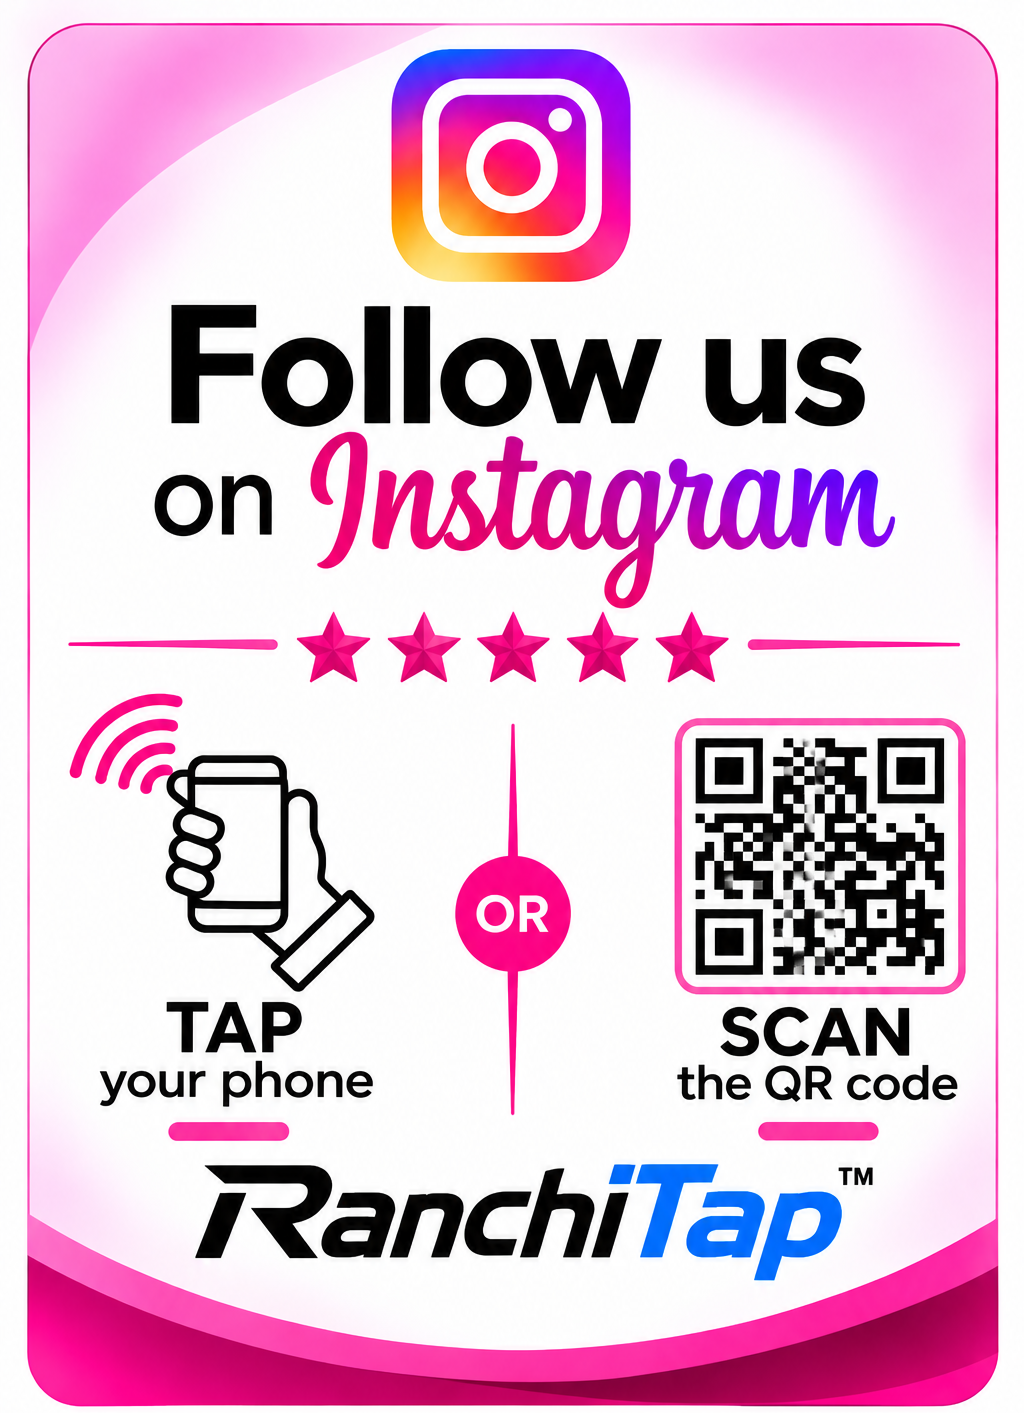 Follow us
on Instagram
OR
TAP
your phone
SCAN
the QR code
RanchiTap™